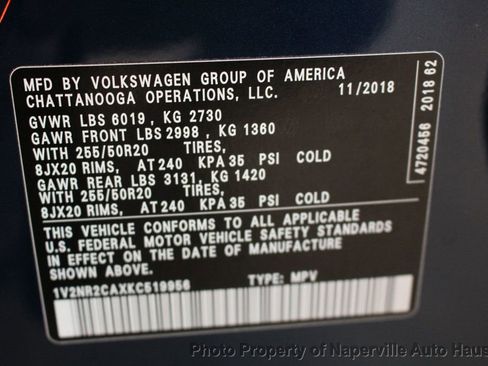 MFD BY VOLKSWAGEN GROUP OF AMERICA
CHATTANOOGA OPERATIONS, LLC. 11/2018
GVWR LBS 6019 , KG 2730
GAWR FRONT LBS 2998 , KG 1360
WITH 255/50R20 TIRES,
8JX20 RIMS, AT 240 KPA 35 PSI COLD
GAWR REAR LBS 3131, KG 1420
WITH 255/50R20 TIRES,
8JX20 RIMS, AT 240 KPA 35 PSI COLD
THIS VEHICLE CONFORMS TO ALL APPLICABLE
U.S. FEDERAL MOTOR VEHICLE SAFETY STANDARDS
IN EFFECT ON THE DATE OF MANUFACTURE
SHOWN ABOVE.
1V2NR2CAXKC519956 TYPE: MPV
4720456 2018 62
Photo Property of Naperville Auto Haus